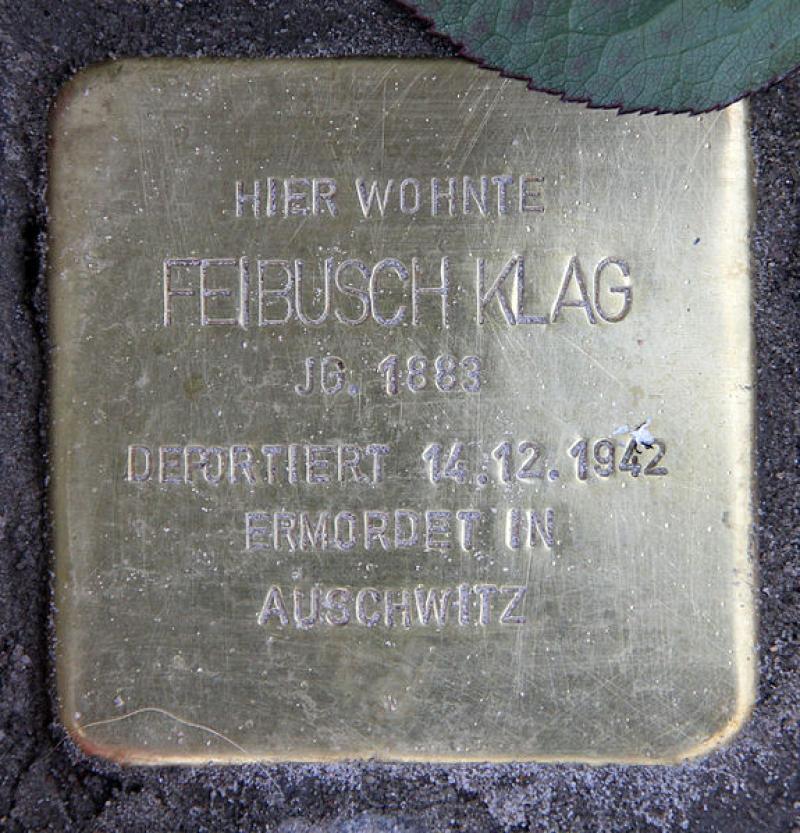 HIER WOHNTE
FEIBUSCH KLAG
JG. 1883
DEPORTIERT 14.12.1942
ERMORDET IN
AUSCHWITZ